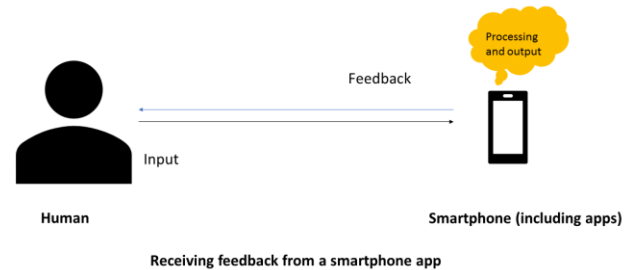 Processing
and output
Feedback
Input
Human
Smartphone (including apps)
Receiving feedback from a smartphone app